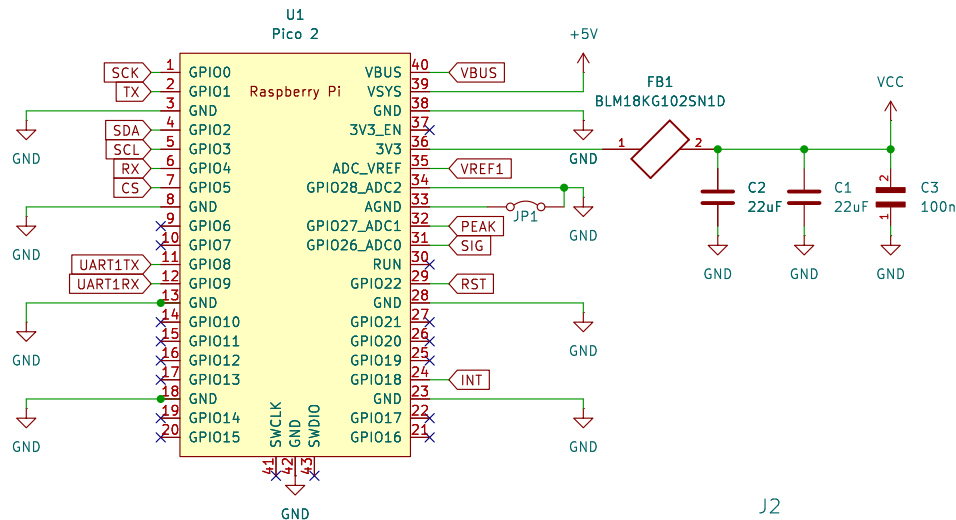 U1
Pico 2
Raspberry Pi
SCK 1 GPIO0
TX 2 GPIO1
3 GND
GND
SDA 4 GPIO2
SCL 5 GPIO3
RX 6 GPIO4
CS 7 GPIO5
8 GND
GND
9 GPIO6
10 GPIO7
UART1TX 11 GPIO8
UART1RX 12 GPIO9
13 GND
GND
14 GPIO10
15 GPIO11
16 GPIO12
17 GPIO13
18 GND
GND
19 GPIO14
20 GPIO15
SWCLK 41
GND 42
SWDIO 43
GND
VBUS 40 VBUS
VSYS 39
+5V
GND 38
GND
3V3_EN 37
3V3 36
ADC_VREF 35 VREF1
GPIO28_ADC2 34
AGND 33
JP1
GND
GPIO27_ADC1 32 PEAK
GPIO26_ADC0 31 SIG
RUN 30
GPIO22 29 RST
GND 28
GND
GPIO21 27
GPIO20 26
GPIO19 25
GPIO18 24 INT
GND 23
GND
GPIO17 22
GPIO16 21
FB1
BLM18KG102SN1D
1 2
VCC
C2
22uF
GND
C1
22uF
GND
2
C3
100n
1
GND
J2